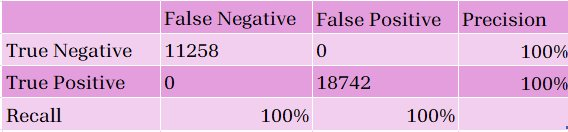 False Negative False Positive Precision
True Negative 11258 0 100%
True Positive 0 18742 100%
Recall 100% 100%